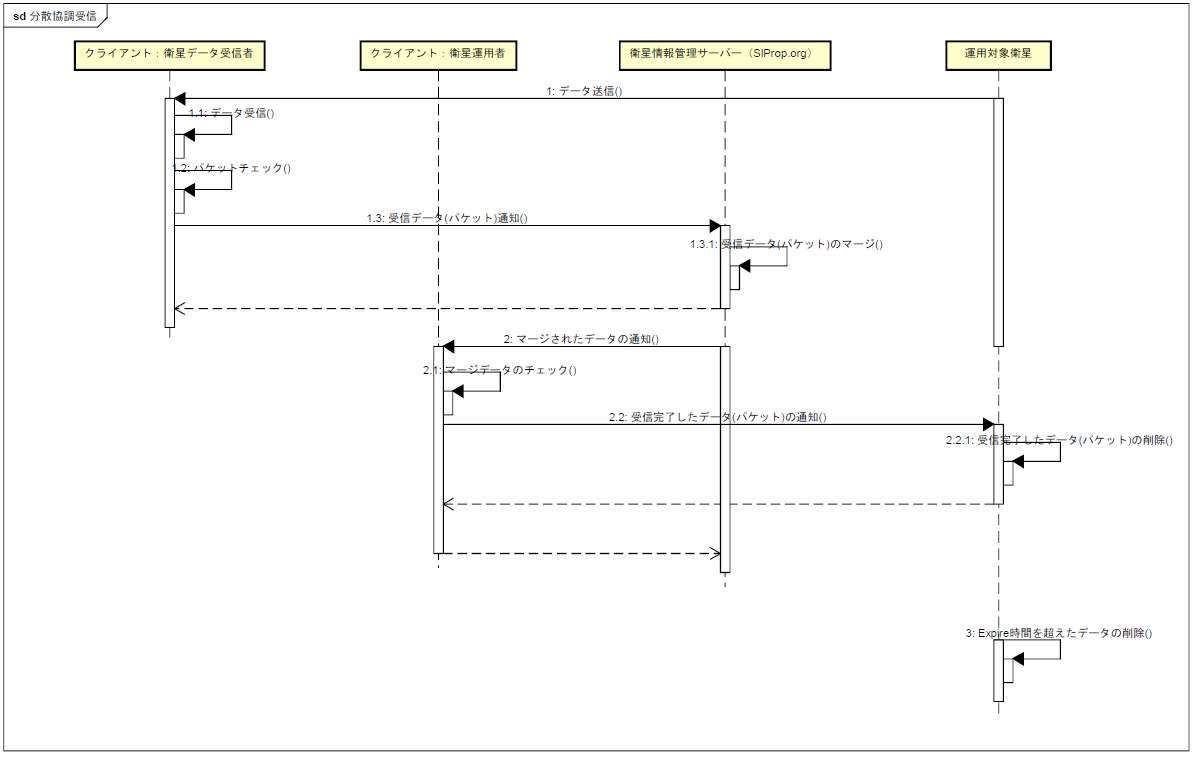 sd 分散協調受信
クライアント：衛星データ受信者
クライアント：衛星運用者
衛星情報管理サーバー（SIProp.org）
運用対象衛星
1: データ送信()
1.1: データ受信()
1.2: パケットチェック()
1.3: 受信データ(パケット)通知()
1.3.1: 受信データ(パケット)のマージ()
2: マージされたデータの通知()
2.1: マージデータのチェック()
2.2: 受信完了したデータ(パケット)の通知()
2.2.1: 受信完了したデータ(パケット)の削除()
3: Expire時間を超えたデータの削除()